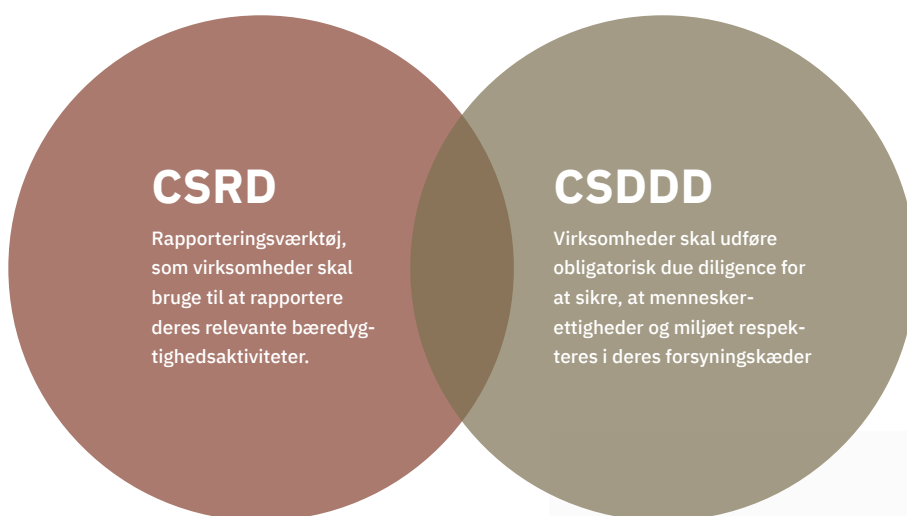 CSRD
Rapporteringsværktøj,
som virksomheder skal
bruge til at rapportere
deres relevante bæredyg-
tighedsaktiviteter.
CSDDD
Virksomheder skal udføre
obligatorisk due diligence for
at sikre, at mennesker-
ettigheder og miljøet respek-
teres i deres forsyningskæder